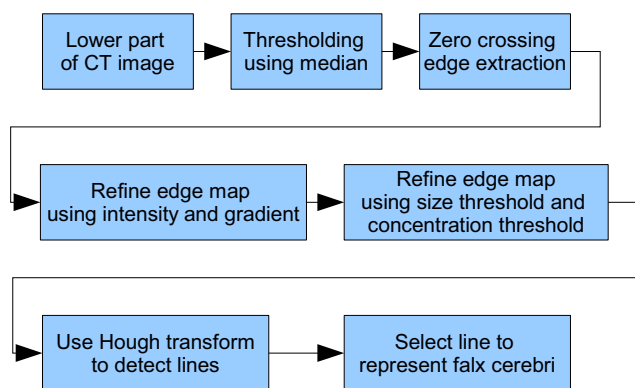 Lower part
of CT image
Thresholding
using median
Zero crossing
edge extraction
Refine edge map
using intensity and gradient
Refine edge map
using size threshold and
concentration threshold
Use Hough transform
to detect lines
Select line to
represent falx cerebri